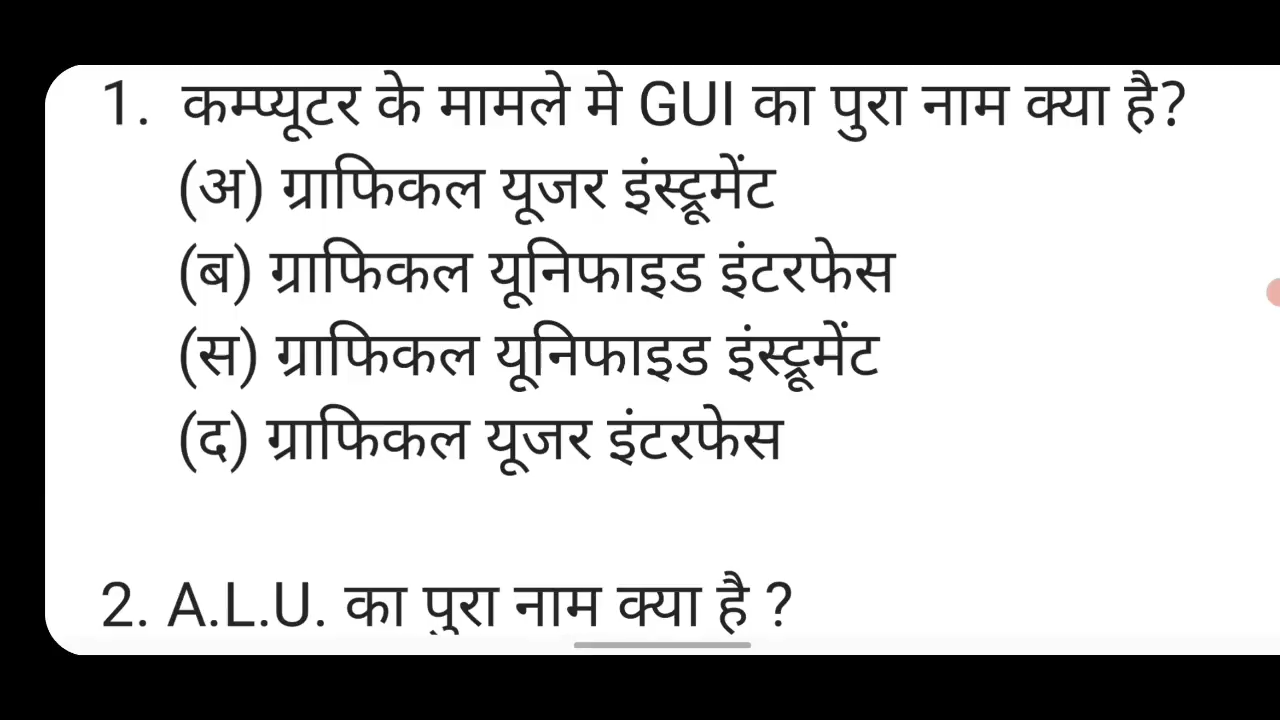 1. कम्प्यूटर के मामले मे GUI का पुरा नाम क्या है?
(अ) ग्राफिकल यूजर इंस्ट्रूमेंट
(ब) ग्राफिकल यूनिफाइड इंटरफेस
(स) ग्राफिकल यूनिफाइड इंस्ट्रूमेंट
(द) ग्राफिकल यूजर इंटरफेस
2. A.L.U. का पुरा नाम क्या है ?